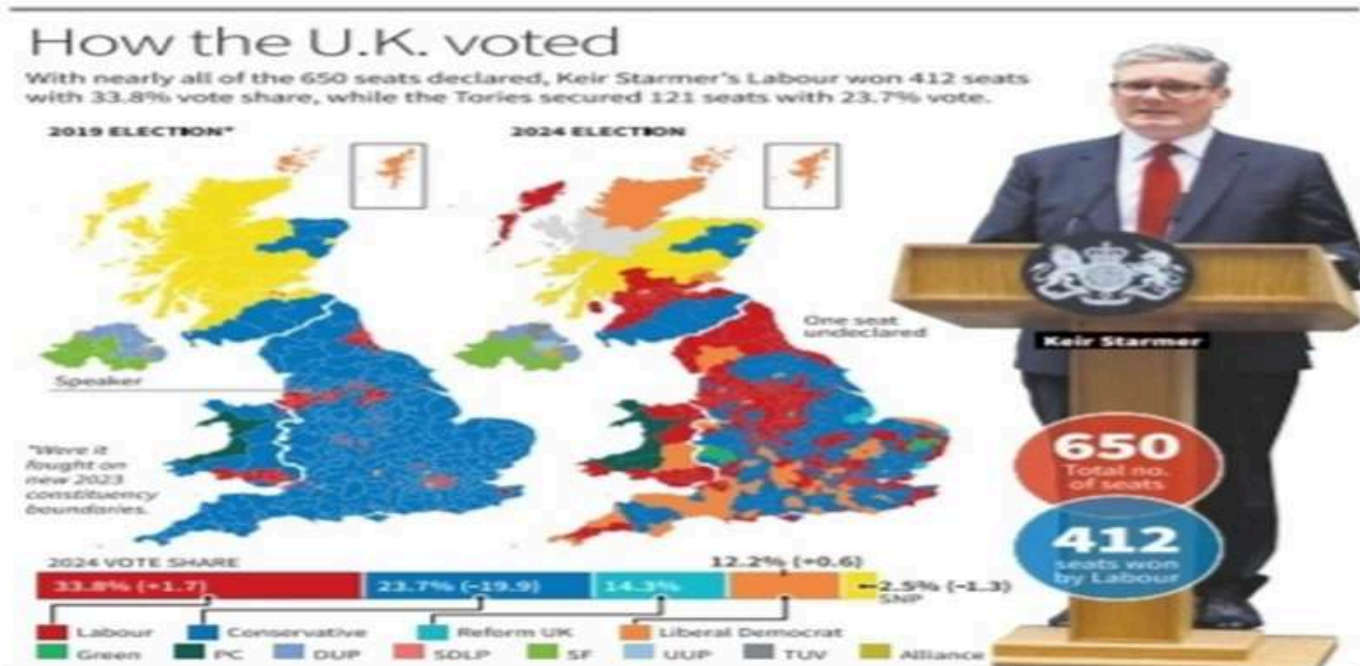 How the U.K. voted
With nearly all of the 650 seats declared, Keir Starmer's Labour won 412 seats
with 33.8% vote share, while the Tories secured 121 seats with 23.7% vote.
2019 ELECTION*
2024 ELECTION
One seat
undeclared
Keir Starmer
Speaker
*Were it
fought on
new 2023
constituency
boundaries.
650
Total no.
of seats
412
seats won
by Labour
2024 VOTE SHARE
12.2% (+0.6)
33.8% (+1.7)
23.7% (–19.9)
14.3%
2.5% (–1.3)
SNP
Labour
Conservative
Reform UK
Liberal Democrat
Green
PC
DUP
SDLP
SF
UUP
TUV
Alliance